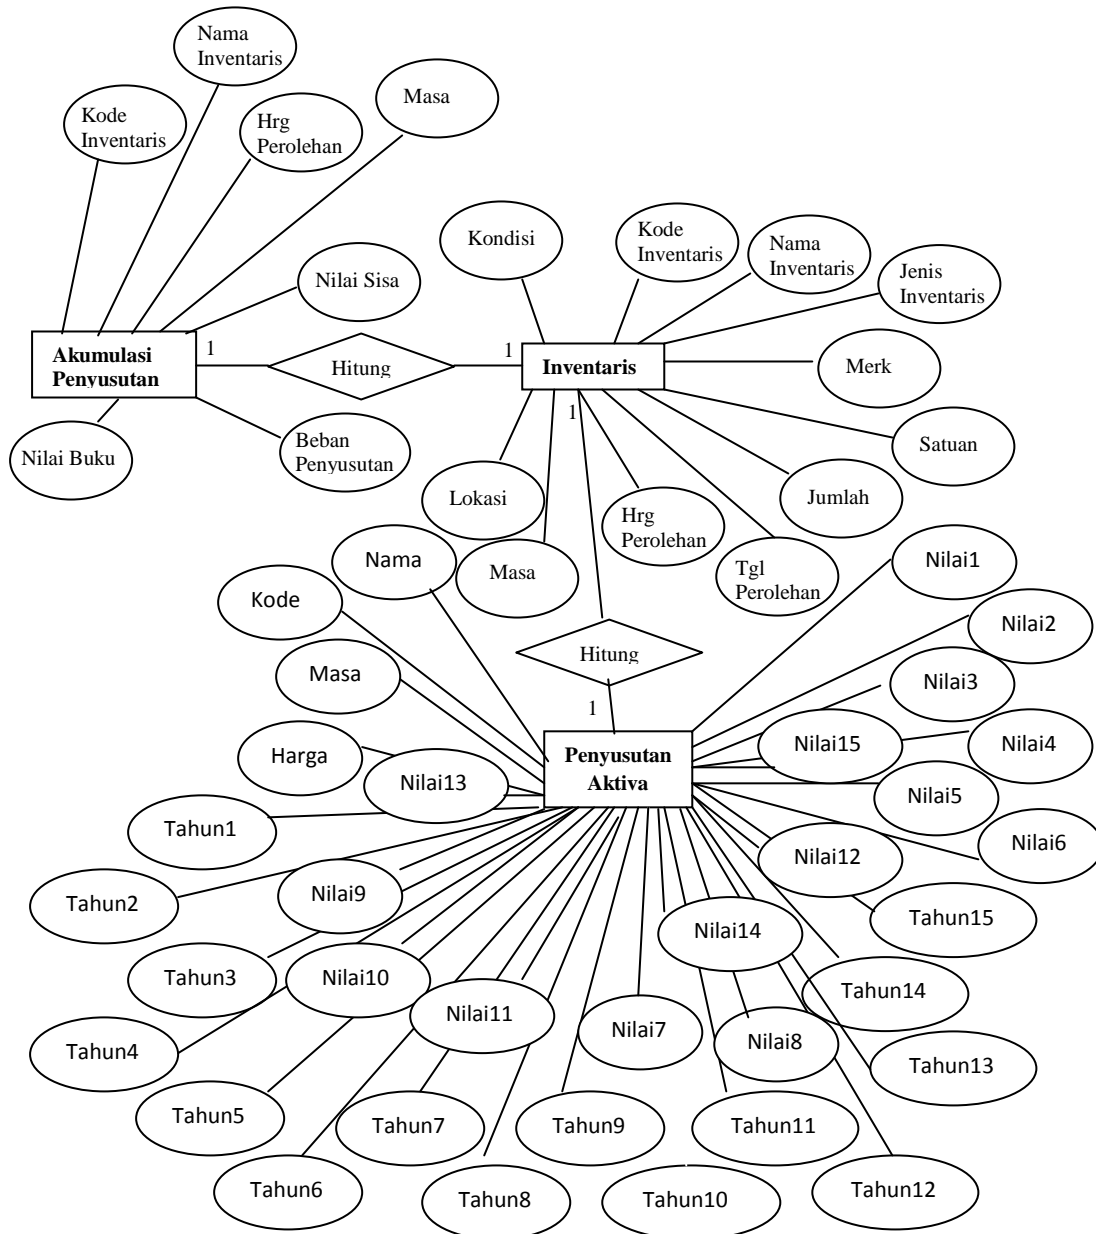 Nama
Inventaris
Masa
Kode
Inventaris
Hrg
Perolehan
Nilai Sisa
Akumulasi
Penyusutan
1
Hitung
1
Nilai Buku
Beban
Penyusutan
Kondisi
Kode
Inventaris
Nama
Inventaris
Jenis
Inventaris
Inventaris
Merk
Satuan
1
Lokasi
Masa
Hrg
Perolehan
Tgl
Perolehan
Jumlah
Hitung
1
Nama
Kode
Masa
Harga
Nilai13
Penyusutan
Aktiva
Nilai1
Nilai2
Nilai3
Nilai15
Nilai4
Nilai5
Nilai6
Nilai12
Tahun1
Tahun2
Nilai9
Nilai14
Tahun15
Tahun3
Nilai10
Tahun14
Tahun4
Nilai11
Nilai7
Nilai8
Tahun13
Tahun5
Tahun7
Tahun9
Tahun11
Tahun6
Tahun8
Tahun10
Tahun12